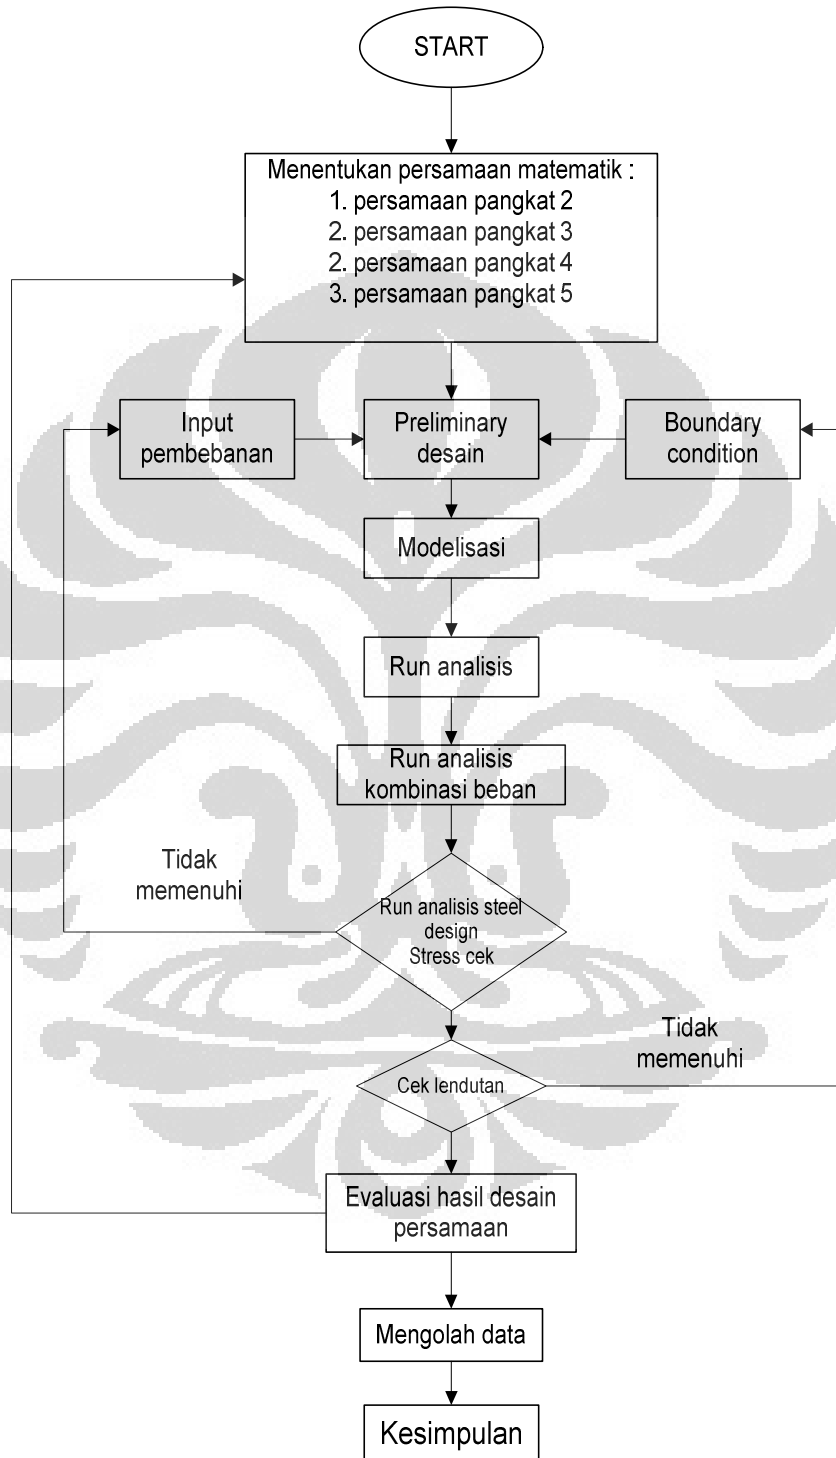 START
Menentukan persamaan matematik :
1. persamaan pangkat 2
2. persamaan pangkat 3
2. persamaan pangkat 4
3. persamaan pangkat 5
Input
pembebanan
Preliminary
desain
Boundary
condition
Modelisasi
Run analisis
Run analisis
kombinasi beban
Tidak
memenuhi
Run analisis steel
design
Stress cek
Tidak
memenuhi
Cek lendutan
Evaluasi hasil desain
persamaan
Mengolah data
Kesimpulan